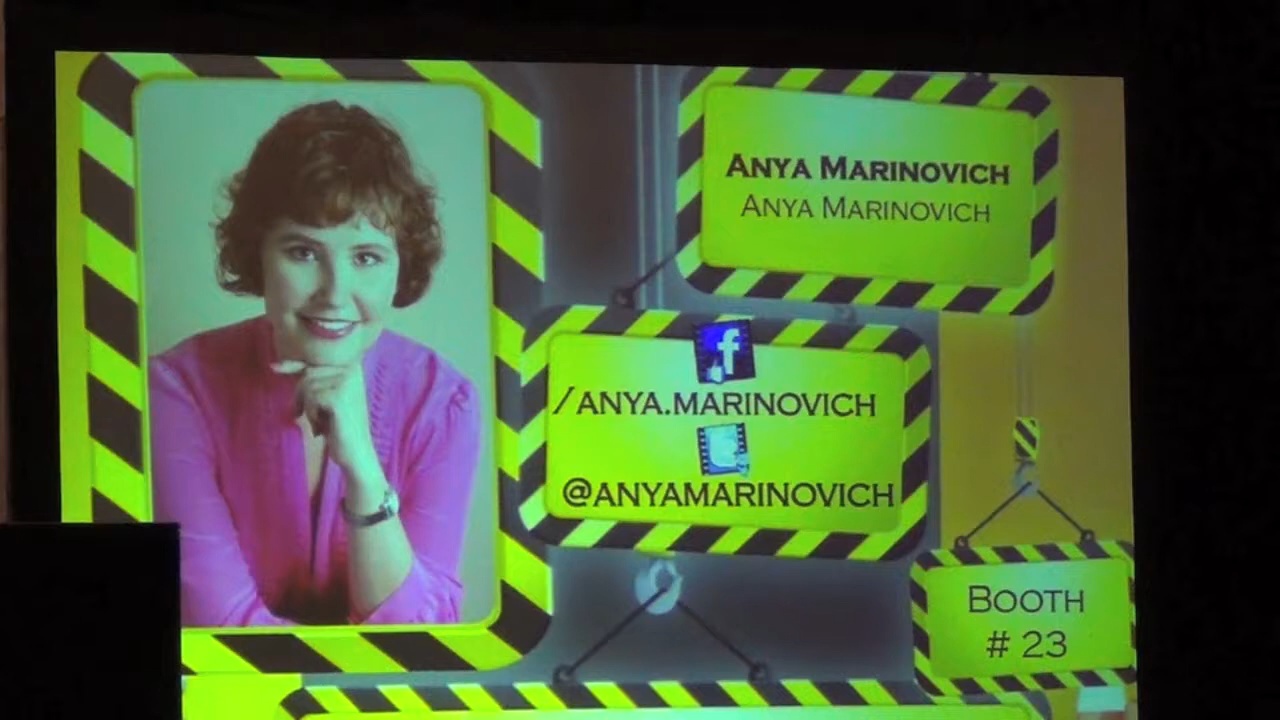 ANYA MARINOVICH
ANYA MARINOVICH
f
/ANYA.MARINOVICH
@ANYAMARINOVICH
BOOTH
# 23